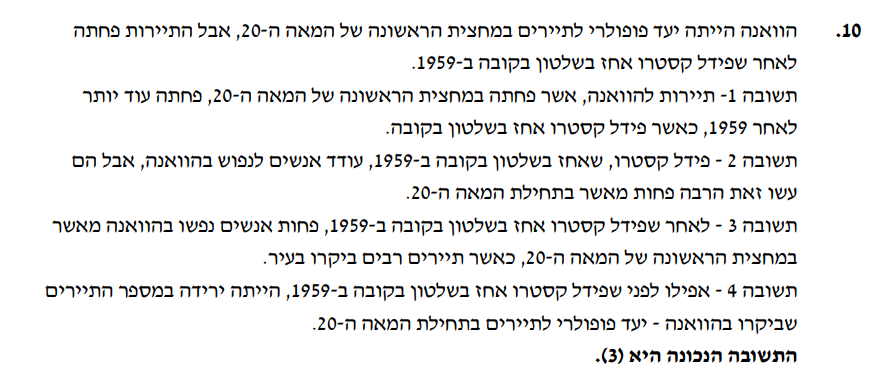 10. הוואנה הייתה יעד פופולרי לתיירים במחצית הראשונה של המאה ה-20, אבל התיירות פחתה
לאחר שפידל קסטרו אחז בשלטון בקובה ב-1959.
תשובה 1- תיירות להוואנה, אשר פחתה במחצית הראשונה של המאה ה-20, פחתה עוד יותר
לאחר 1959, כאשר פידל קסטרו אחז בשלטון בקובה.
תשובה 2 - פידל קסטרו, שאחז בשלטון בקובה ב-1959, עודד אנשים לנפוש בהוואנה, אבל הם
עשו זאת הרבה פחות מאשר בתחילת המאה ה-20.
תשובה 3 - לאחר שפידל קסטרו אחז בשלטון בקובה ב-1959, פחות אנשים נפשו בהוואנה מאשר
במחצית הראשונה של המאה ה-20, כאשר תיירים רבים ביקרו בעיר.
תשובה 4 - אפילו לפני שפידל קסטרו אחז בשלטון בקובה ב-1959, הייתה ירידה במספר התיירים
שביקרו בהוואנה - יעד פופולרי לתיירים בתחילת המאה ה-20.
התשובה הנכונה היא (3).